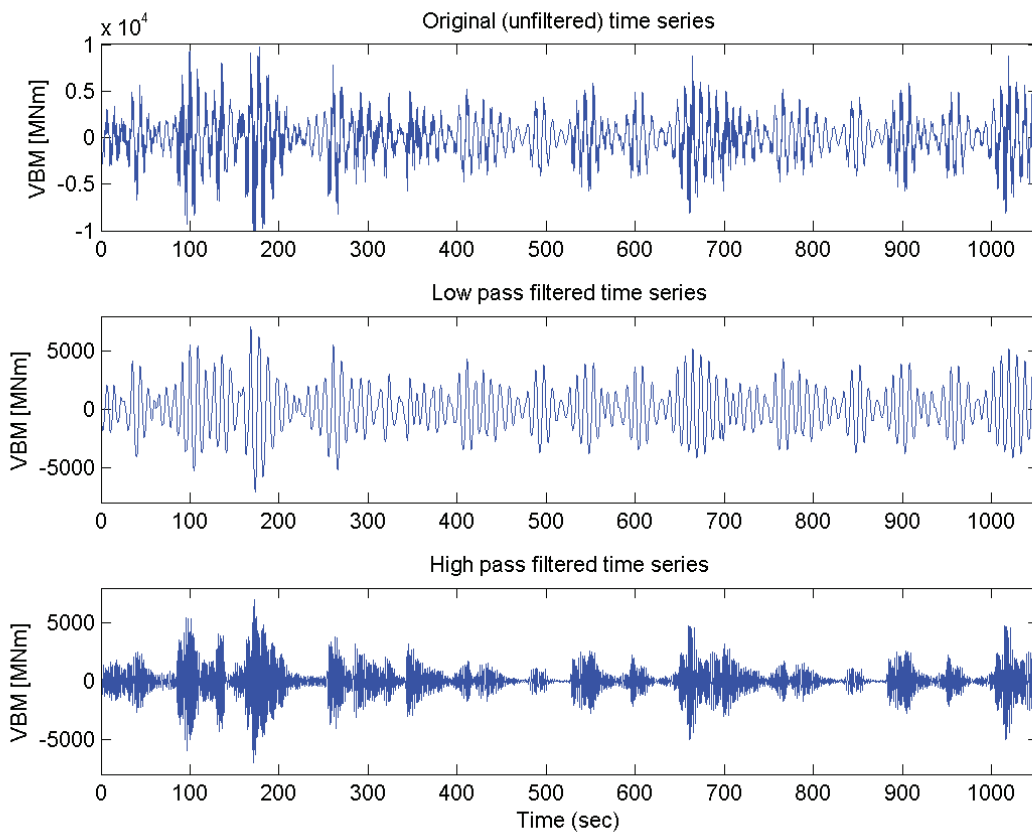 Original (unfiltered) time series
x 10^4
1
0.5
0
-0.5
-1
VBM [MNm]
0 100 200 300 400 500 600 700 800 900 1000
Low pass filtered time series
5000
0
-5000
VBM [MNm]
0 100 200 300 400 500 600 700 800 900 1000
High pass filtered time series
5000
0
-5000
VBM [MNm]
0 100 200 300 400 500 600 700 800 900 1000
Time (sec)